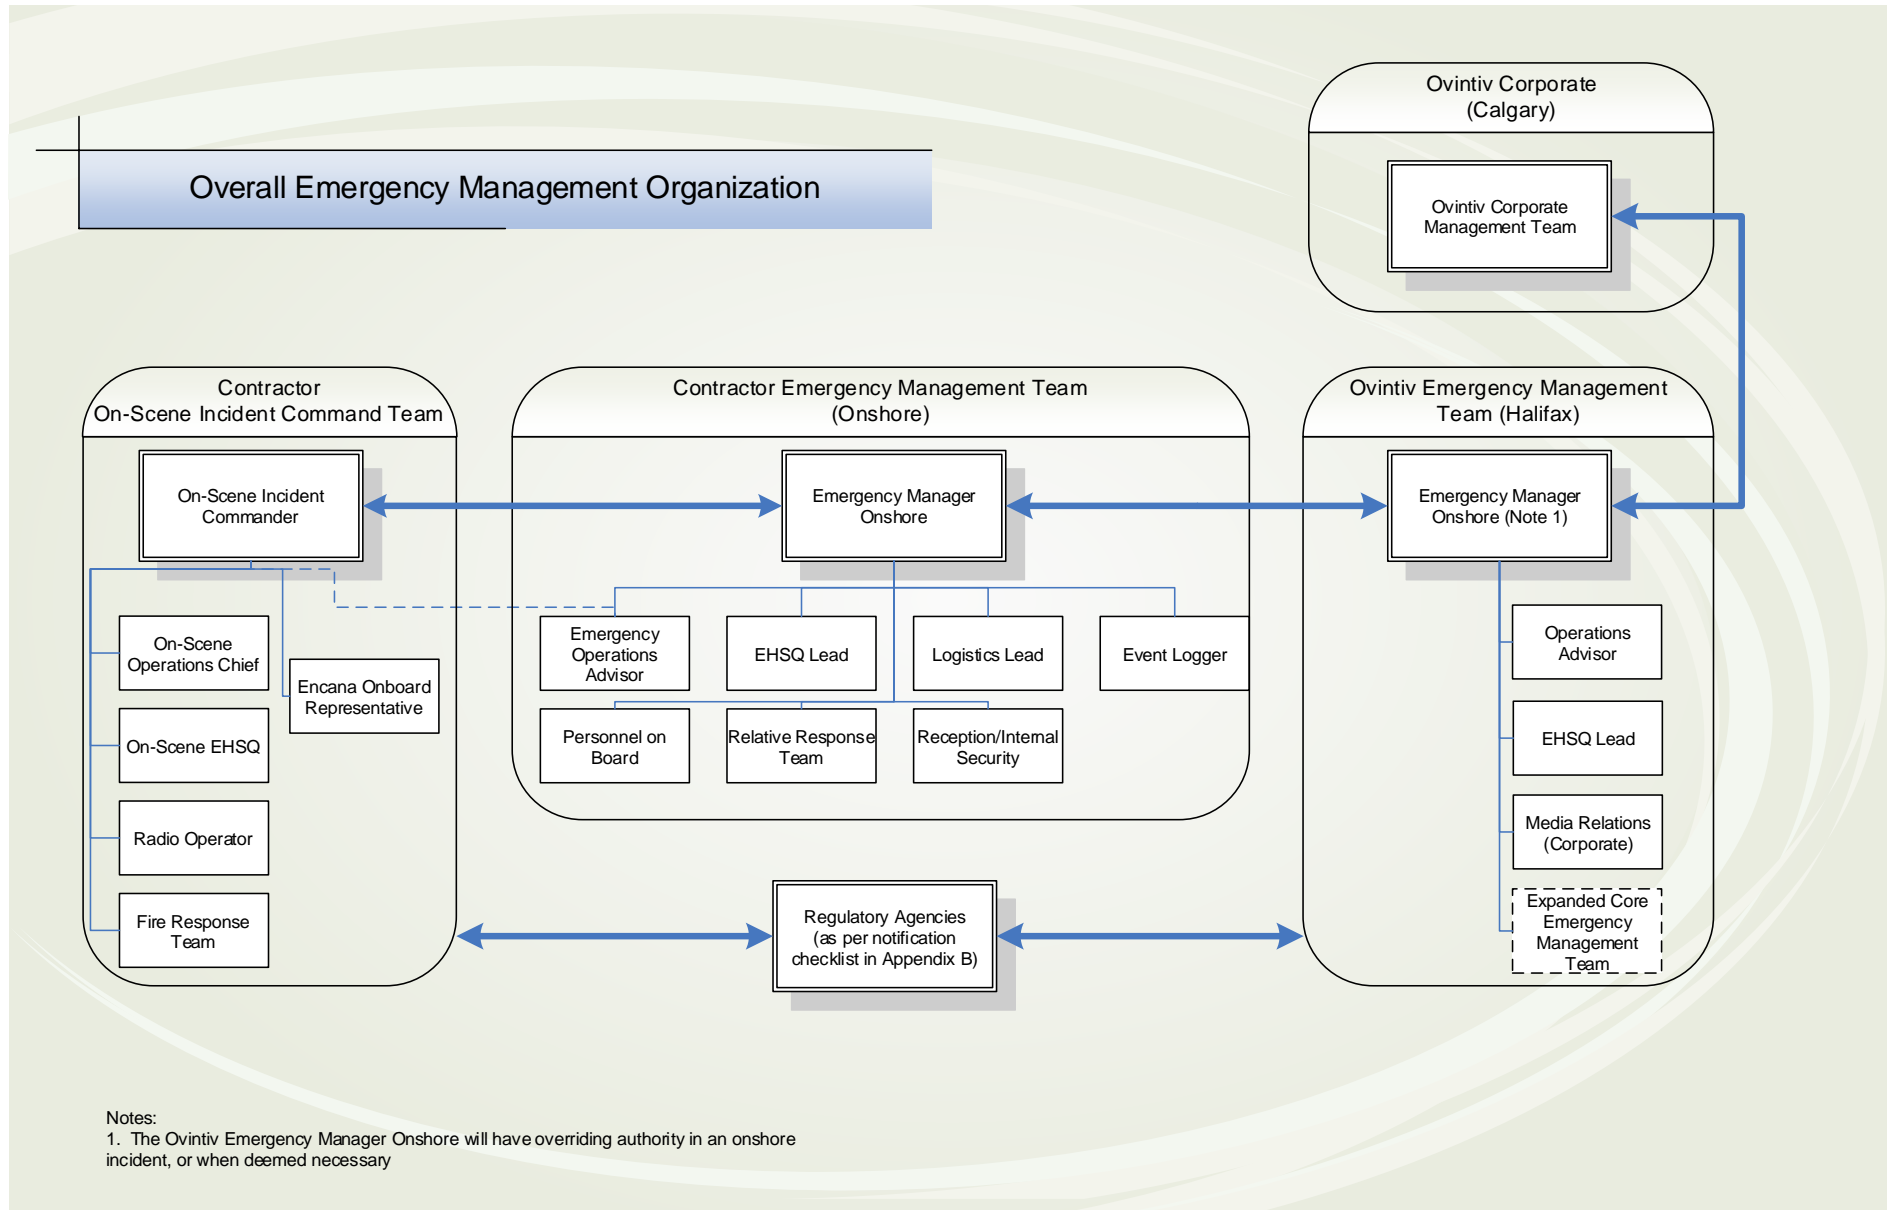 Overall Emergency Management Organization
Ovintiv Corporate
(Calgary)
Ovintiv Corporate
Management Team
Contractor
On-Scene Incident Command Team
On-Scene Incident
Commander
On-Scene
Operations Chief
Encana Onboard
Representative
On-Scene EHSQ
Radio Operator
Fire Response
Team
Contractor Emergency Management Team
(Onshore)
Emergency Manager
Onshore
Emergency
Operations
Advisor
EHSQ Lead
Logistics Lead
Event Logger
Personnel on
Board
Relative Response
Team
Reception/Internal
Security
Ovintiv Emergency Management
Team (Halifax)
Emergency Manager
Onshore (Note 1)
Operations
Advisor
EHSQ Lead
Media Relations
(Corporate)
Expanded Core
Emergency
Management
Team
Regulatory Agencies
(as per notification
checklist in Appendix B)
Notes:
1. The Ovintiv Emergency Manager Onshore will have overriding authority in an onshore
incident, or when deemed necessary